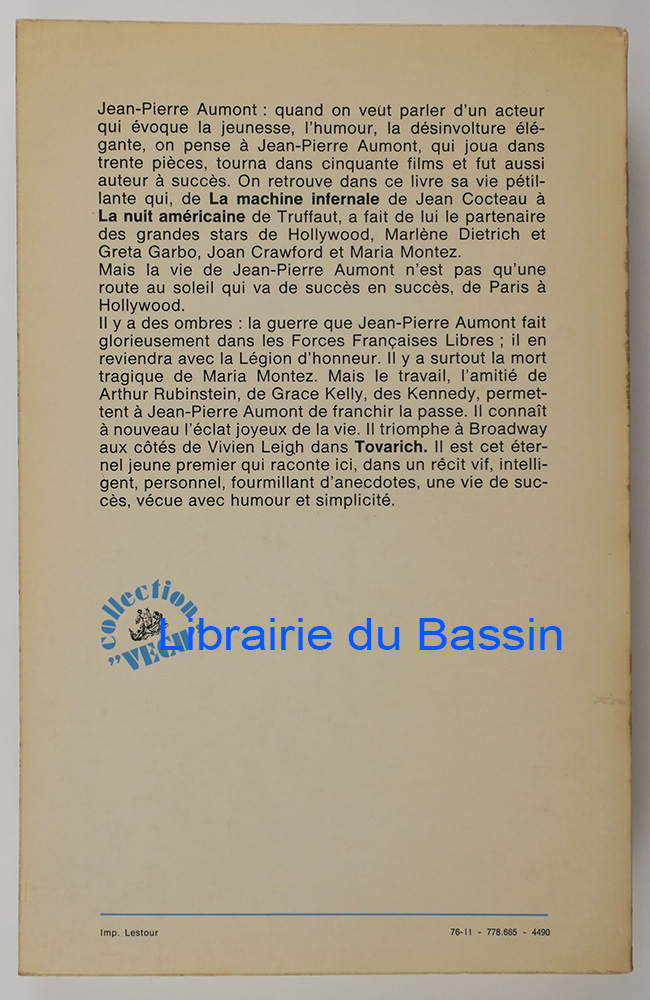 Jean-Pierre Aumont : quand on veut parler d'un acteur
qui évoque la jeunesse, l'humour, la désinvolture élé-
gante, on pense à Jean-Pierre Aumont, qui joua dans
trente pièces, tourna dans cinquante films et fut aussi
auteur à succès. On retrouve dans ce livre sa vie pétil-
lante qui, de La machine infernale de Jean Cocteau à
La nuit américaine de Truffaut, a fait de lui le partenaire
des grandes stars de Hollywood, Marlène Dietrich et
Greta Garbo, Joan Crawford et Maria Montez.
Mais la vie de Jean-Pierre Aumont n'est pas qu'une
route au soleil qui va de succès en succès, de Paris à
Hollywood.
Il y a des ombres : la guerre que Jean-Pierre Aumont fait
glorieusement dans les Forces Françaises Libres ; il en
reviendra avec la Légion d'honneur. Il y a surtout la mort
tragique de Maria Montez. Mais le travail, l'amitié de
Arthur Rubinstein, de Grace Kelly, des Kennedy, permet-
tent à Jean-Pierre Aumont de franchir la passe. Il connaît
à nouveau l'éclat joyeux de la vie. Il triomphe à Broadway
aux côtés de Vivien Leigh dans Tovarich. Il est cet éter-
nel jeune premier qui raconte ici, dans un récit vif, intelli-
gent, personnel, fourmillant d'anecdotes, une vie de suc-
cès, vécue avec humour et simplicité.
collection
Librairie du Bassin
Imp. Lestour
76-II - 778.665 - 4490